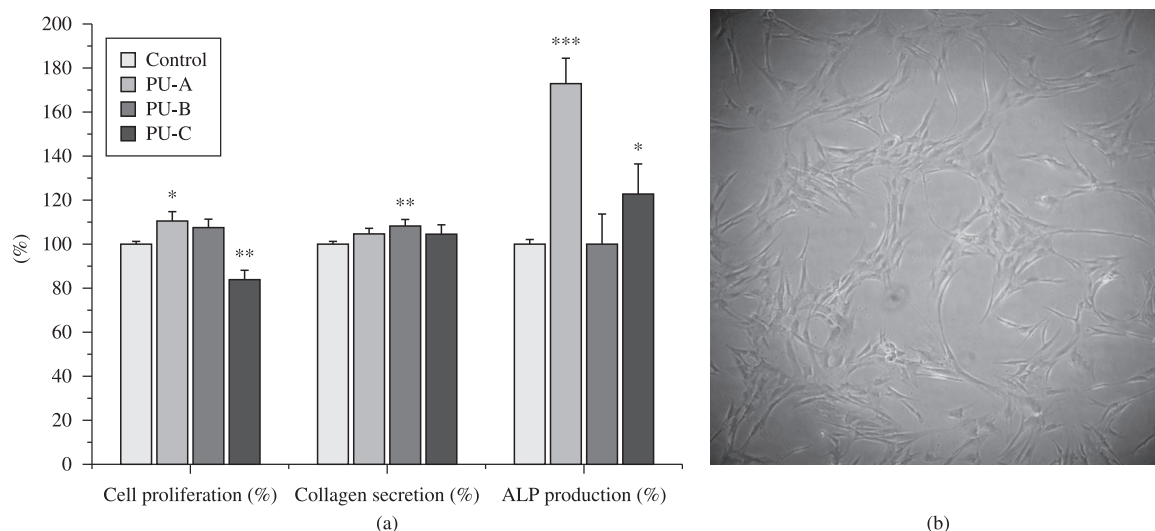 200
180
160
140
120
100
80
60
40
20
0
(%)
Control
PU-A
PU-B
PU-C
*
**
**
***
*
Cell proliferation (%)
Collagen secretion (%)
ALP production (%)
(a)
(b)